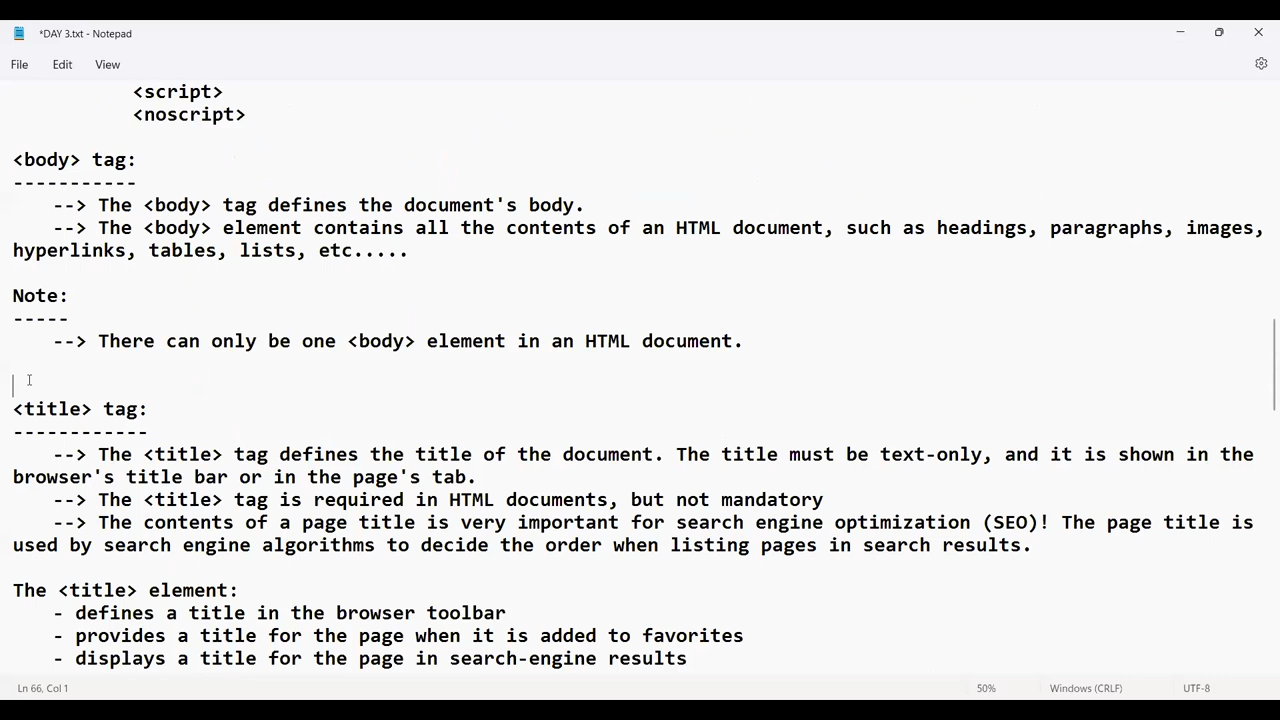 *DAY 3.txt - Notepad
File Edit View
<script>
<noscript>
<body> tag:
-----------
--> The <body> tag defines the document's body.
--> The <body> element contains all the contents of an HTML document, such as headings, paragraphs, images,
hyperlinks, tables, lists, etc.....
Note:
-----
--> There can only be one <body> element in an HTML document.
<title> tag:
------------
--> The <title> tag defines the title of the document. The title must be text-only, and it is shown in the
browser's title bar or in the page's tab.
--> The <title> tag is required in HTML documents, but not mandatory
--> The contents of a page title is very important for search engine optimization (SEO)! The page title is
used by search engine algorithms to decide the order when listing pages in search results.
The <title> element:
- defines a title in the browser toolbar
- provides a title for the page when it is added to favorites
- displays a title for the page in search-engine results
Ln 66, Col 1 50% Windows (CRLF) UTF-8